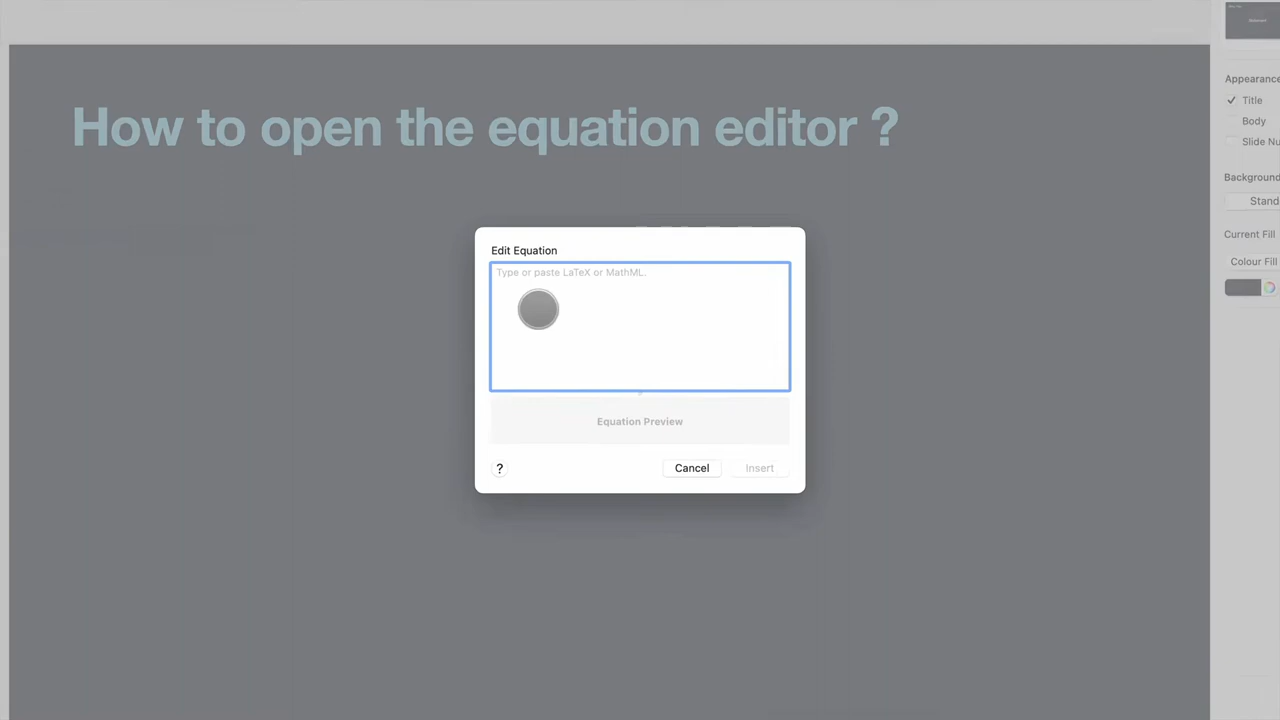 How to open the equation editor ?
Edit Equation
Type or paste LaTeX or MathML.
Equation Preview
?
Cancel
Insert
Appearance
Title
Body
Slide Nu
Background
Stand
Current Fill
Colour Fill